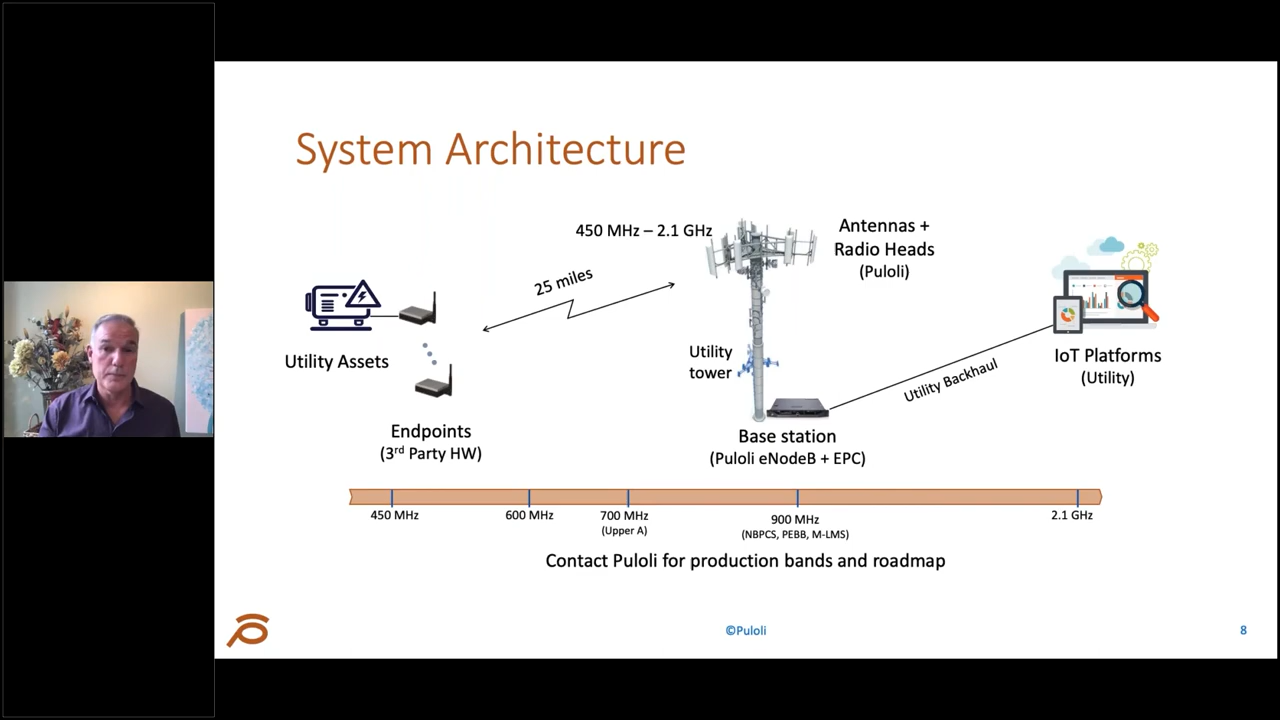 System Architecture
450 MHz – 2.1 GHz
25 miles
Antennas +
Radio Heads
(Puloli)
Utility Assets
Utility
tower
Utility Backhaul
IoT Platforms
(Utility)
Endpoints
(3rd Party HW)
Base station
(Puloli eNodeB + EPC)
450 MHz
600 MHz
700 MHz
(Upper A)
900 MHz
(NBPCS, PEBB, M-LMS)
2.1 GHz
Contact Puloli for production bands and roadmap
©Puloli
8